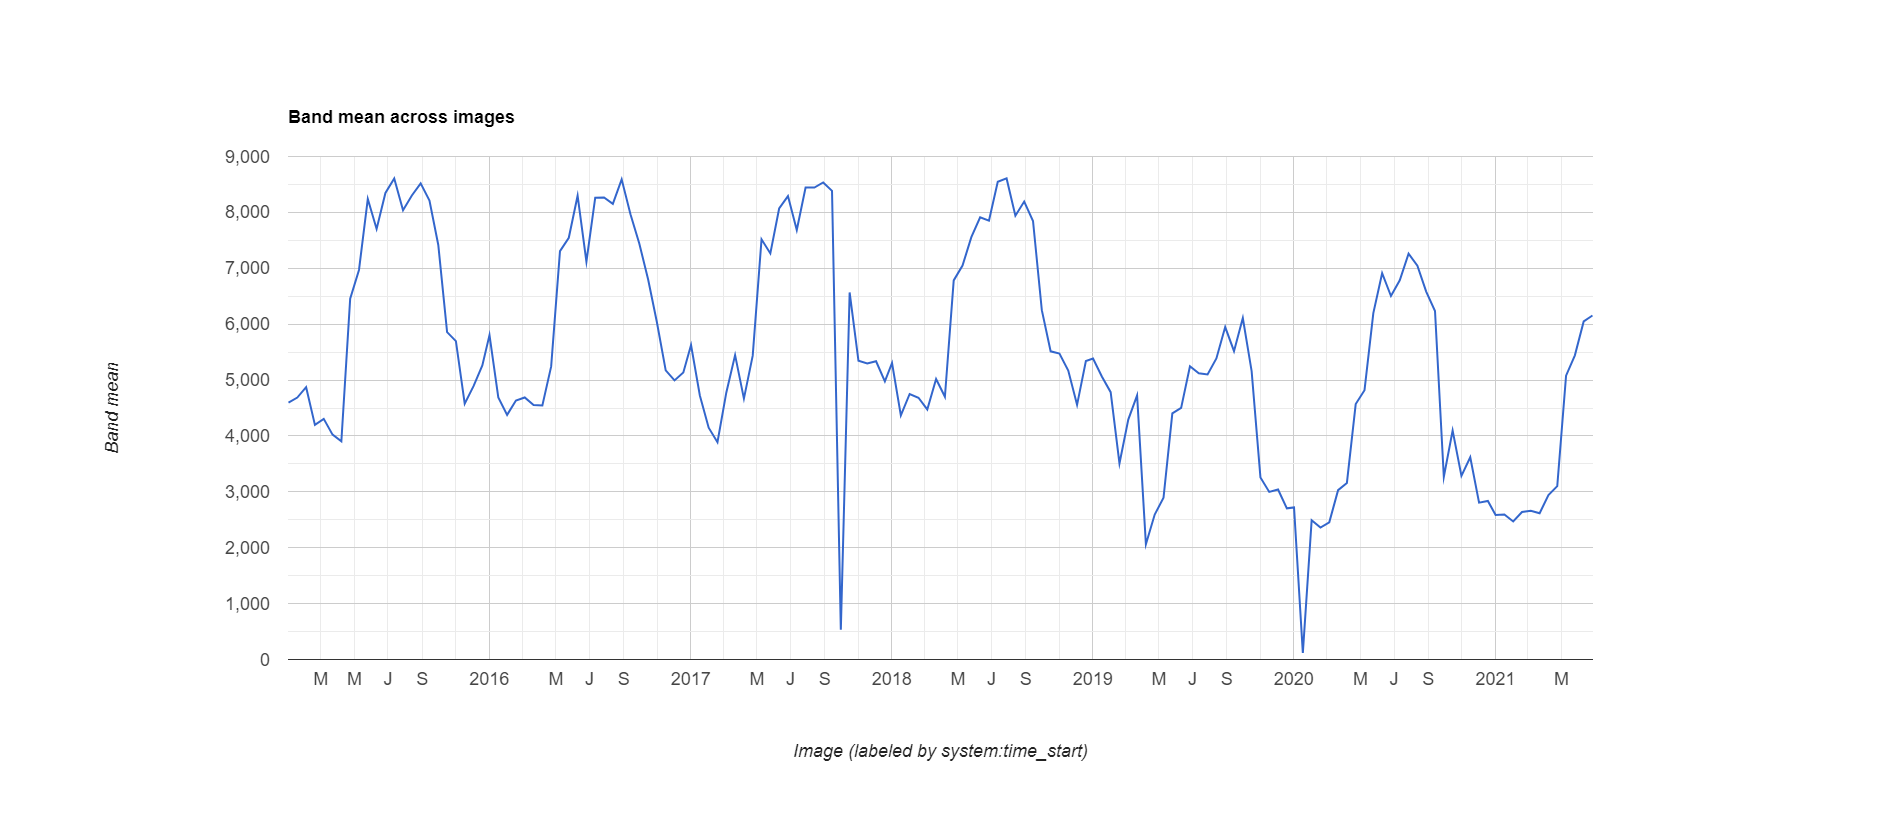 Band mean across images
9,000
8,000
7,000
6,000
5,000
4,000
3,000
2,000
1,000
0
Band mean
M M J S 2016 M J S 2017 M J S 2018 M J S 2019 M J S 2020 M J S 2021 M
Image (labeled by system:time_start)